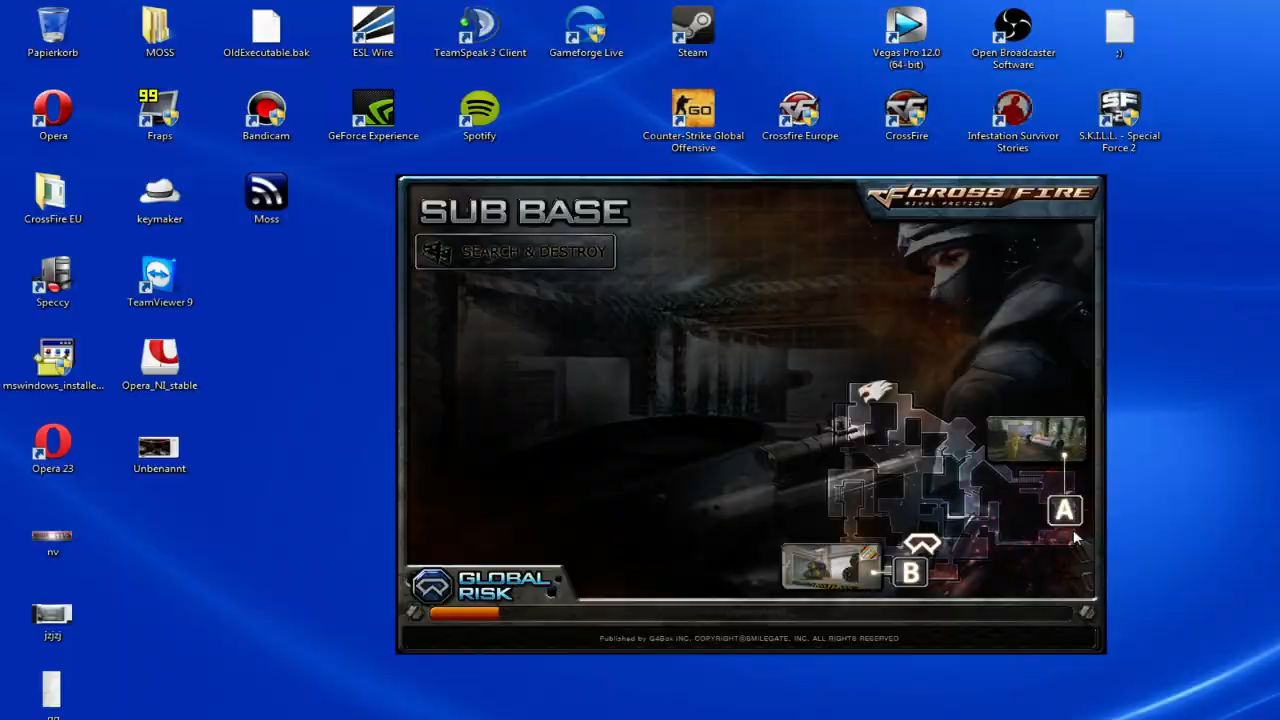 Papierkorb
MOSS
OldExecutable.bak
ESL Wire
TeamSpeak 3 Client
Gameforge Live
Steam
Vegas Pro 12.0
(64-bit)
Open Broadcaster
Software
;)
99
GO
SF
Opera
Fraps
Bandicam
GeForce Experience
Spotify
Counter-Strike Global
Offensive
Crossfire Europe
CrossFire
Infestation Survivor
Stories
S.K.I.L.L. - Special
Force 2
CrossFire EU
keymaker
Moss
SUB BASE
CROSS FIRE
RIVAL FACTIONS
SEARCH & DESTROY
Speccy
TeamViewer 9
mswindows_installe...
Opera_NI_stable
Opera 23
Unbenannt
A
B
nv
GLOBAL
RISK
jzjzj
Published by G4Box INC. COPYRIGHT@SMILEGATE, INC. ALL RIGHTS RESERVED